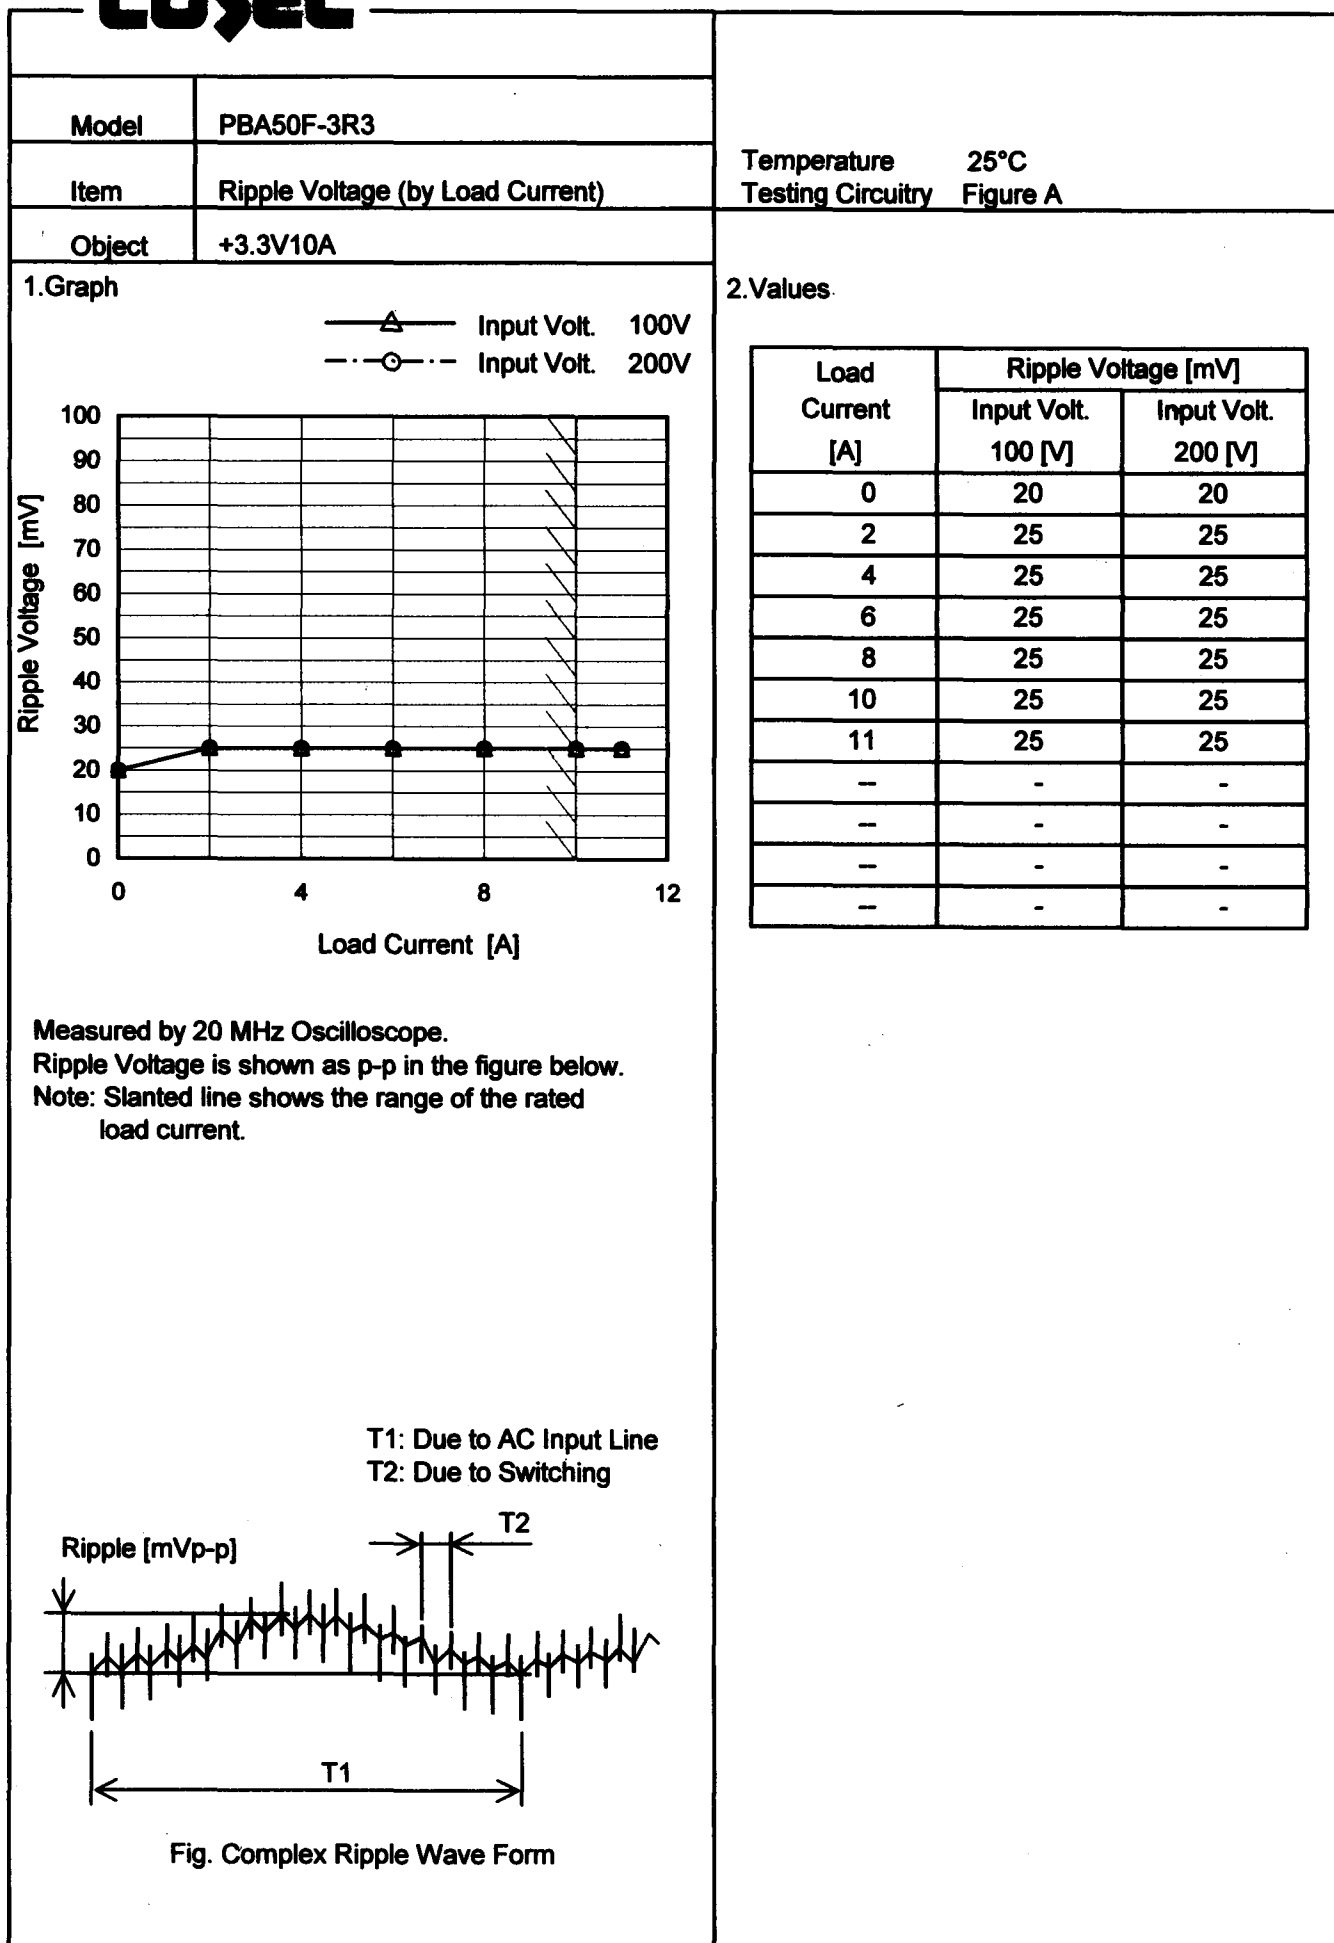 COSEL
Model PBA50F-3R3
Item Ripple Voltage (by Load Current)
Object +3.3V10A
Temperature 25°C
Testing Circuitry Figure A
1.Graph
Input Volt. 100V
Input Volt. 200V
100
90
80
70
60
50
40
30
20
10
0
Ripple Voltage [mV]
0 4 8 12
Load Current [A]
Measured by 20 MHz Oscilloscope.
Ripple Voltage is shown as p-p in the figure below.
Note: Slanted line shows the range of the rated
load current.
T1: Due to AC Input Line
T2: Due to Switching
T2
Ripple [mVp-p]
T1
Fig. Complex Ripple Wave Form
2.Values
Load Ripple Voltage [mV]
Current Input Volt. Input Volt.
[A] 100 [V] 200 [V]
0 20 20
2 25 25
4 25 25
6 25 25
8 25 25
10 25 25
11 25 25
-- - -
-- - -
-- - -
-- - -